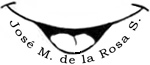 José M. de la Rosa S.